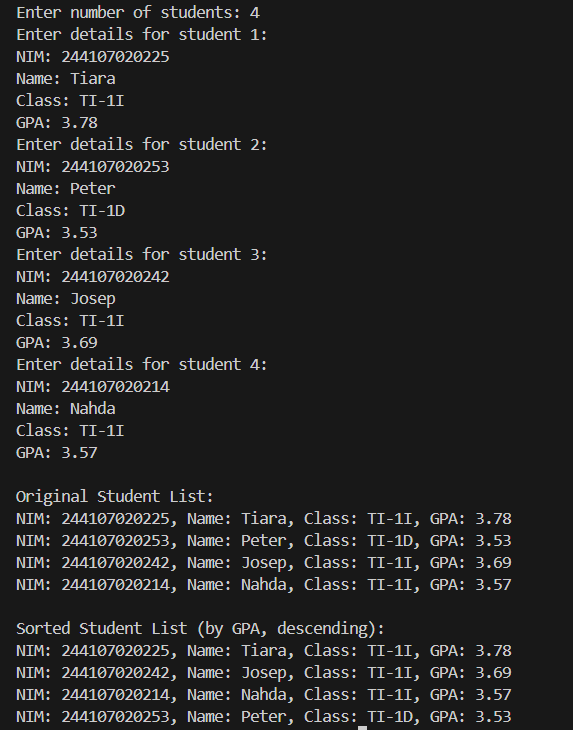 Enter number of students: 4
Enter details for student 1:
NIM: 244107020225
Name: Tiara
Class: TI-1I
GPA: 3.78
Enter details for student 2:
NIM: 244107020253
Name: Peter
Class: TI-1D
GPA: 3.53
Enter details for student 3:
NIM: 244107020242
Name: Josep
Class: TI-1I
GPA: 3.69
Enter details for student 4:
NIM: 244107020214
Name: Nahda
Class: TI-1I
GPA: 3.57

Original Student List:
NIM: 244107020225, Name: Tiara, Class: TI-1I, GPA: 3.78
NIM: 244107020253, Name: Peter, Class: TI-1D, GPA: 3.53
NIM: 244107020242, Name: Josep, Class: TI-1I, GPA: 3.69
NIM: 244107020214, Name: Nahda, Class: TI-1I, GPA: 3.57

Sorted Student List (by GPA, descending):
NIM: 244107020225, Name: Tiara, Class: TI-1I, GPA: 3.78
NIM: 244107020242, Name: Josep, Class: TI-1I, GPA: 3.69
NIM: 244107020214, Name: Nahda, Class: TI-1I, GPA: 3.57
NIM: 244107020253, Name: Peter, Class: TI-1D, GPA: 3.53